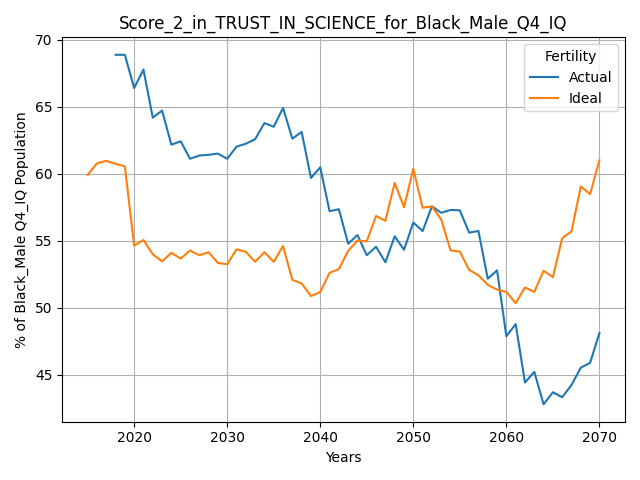 Score_2_in_TRUST_IN_SCIENCE_for_Black_Male_Q4_IQ
70
65
60
55
50
45
% of Black_Male Q4_IQ Population
Fertility
Actual
Ideal
2020 2030 2040 2050 2060 2070
Years